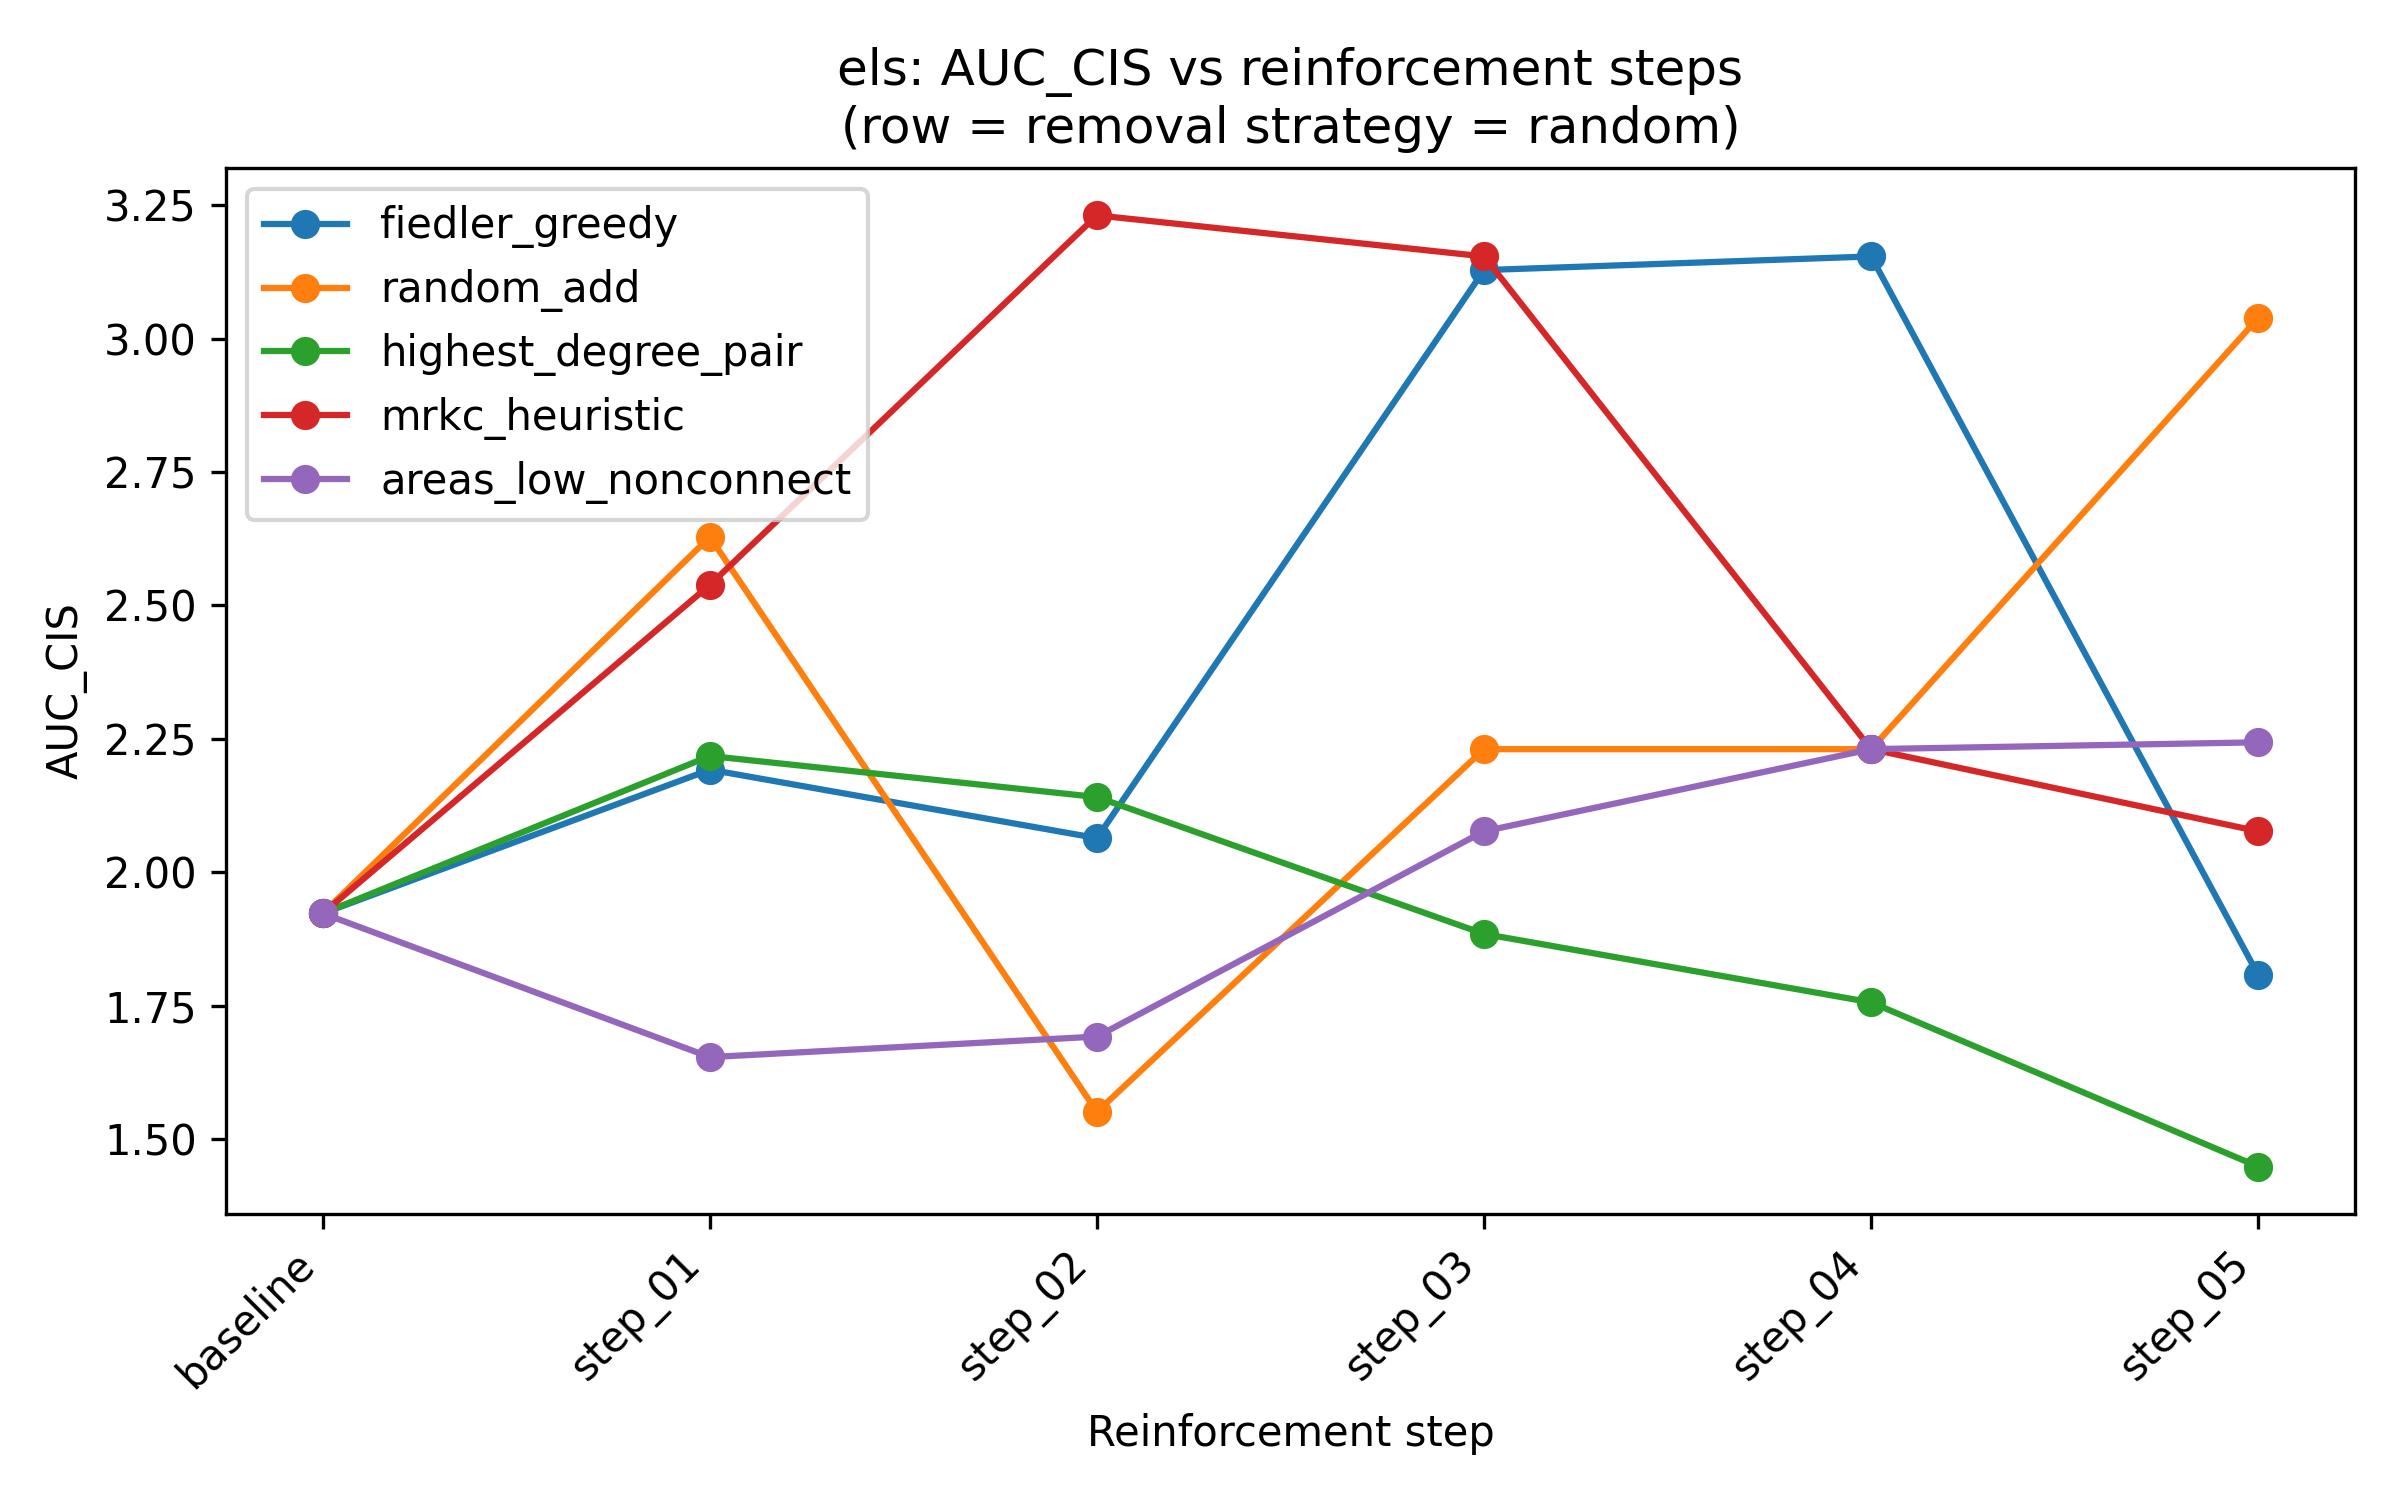 els: AUC_CIS vs reinforcement steps
(row = removal strategy = random)
fiedler_greedy
random_add
highest_degree_pair
mrkc_heuristic
areas_low_nonconnect
AUC_CIS
3.25
3.00
2.75
2.50
2.25
2.00
1.75
1.50
baseline
step_01
step_02
step_03
step_04
step_05
Reinforcement step